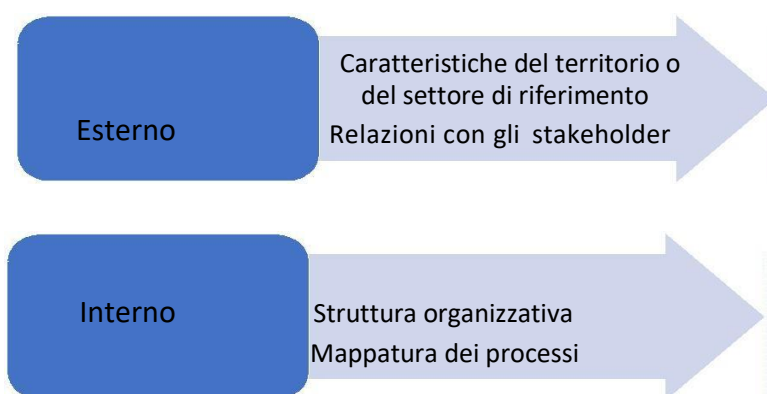 Esterno
Caratteristiche del territorio o
del settore di riferimento
Relazioni con gli stakeholder
Interno
Struttura organizzativa
Mappatura dei processi